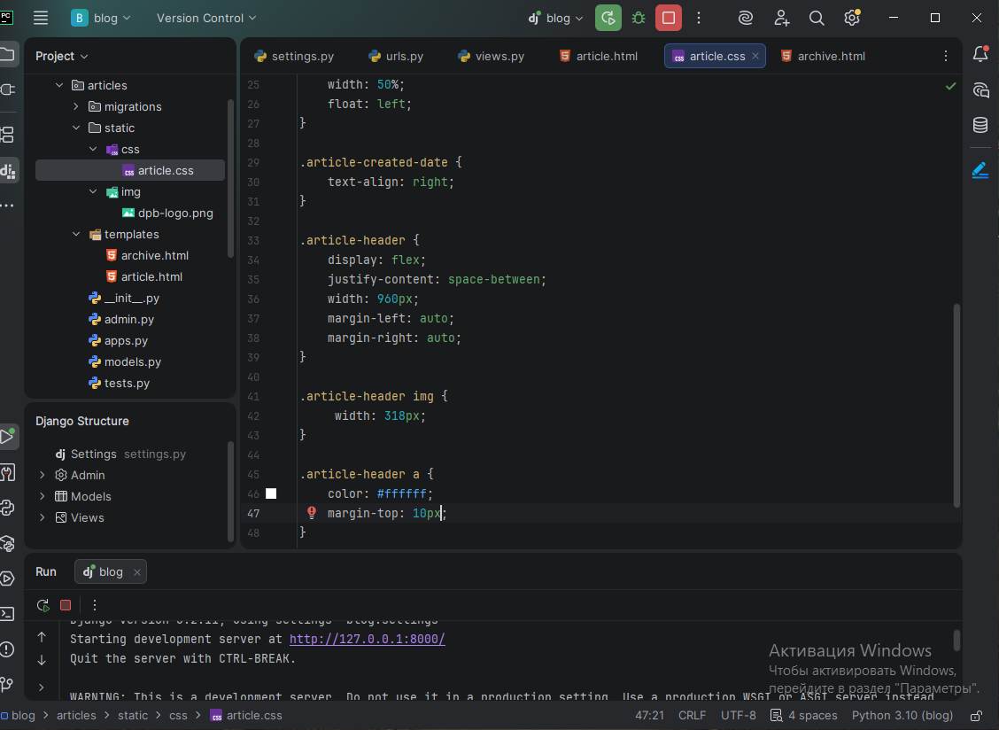 PC
B blog
Version Control
dj blog
Project
settings.py
urls.py
views.py
article.html
css article.css
archive.html
articles
migrations
static
css
css article.css
img
dpb-logo.png
templates
archive.html
article.html
__init__.py
admin.py
apps.py
models.py
tests.py
Django Structure
dj Settings settings.py
Admin
Models
Views
25 width: 50%;
26 float: left;
27 }
28
29 .article-created-date {
30 text-align: right;
31 }
32
33 .article-header {
34 display: flex;
35 justify-content: space-between;
36 width: 960px;
37 margin-left: auto;
38 margin-right: auto;
39 }
40
41 .article-header img {
42 width: 318px;
43 }
44
45 .article-header a {
46 color: #ffffff;
47 margin-top: 10px;
48 }
Run
dj blog
Starting development server at http://127.0.0.1:8000/
Quit the server with CTRL-BREAK.
WARNING: This is a development server. Do not use it in a production setting. Use a production WSGI or ASGI server instead
Активация Windows
Чтобы активировать Windows,
перейдите в раздел "Параметры".
blog > articles > static > css > css article.css
47:21 CRLF UTF-8 4 spaces Python 3.10 (blog)